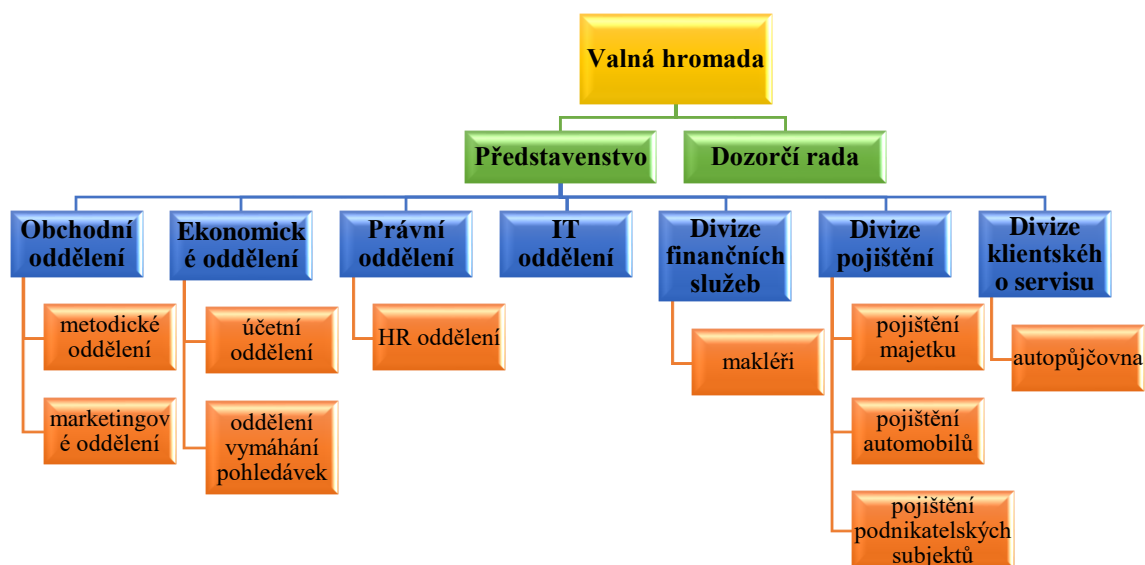 Valná hromada
Představenstvo
Dozorčí rada
Obchodní
oddělení
Ekonomick
é oddělení
Právní
oddělení
IT
oddělení
Divize
finančních
služeb
Divize
pojištění
Divize
klientskéh
o servisu
metodické
oddělení
marketingov
é oddělení
účetní
oddělení
oddělení
vymáhání
pohledávek
HR oddělení
makléři
pojištění
majetku
pojištění
automobilů
pojištění
podnikatelských
subjektů
autopůjčovna